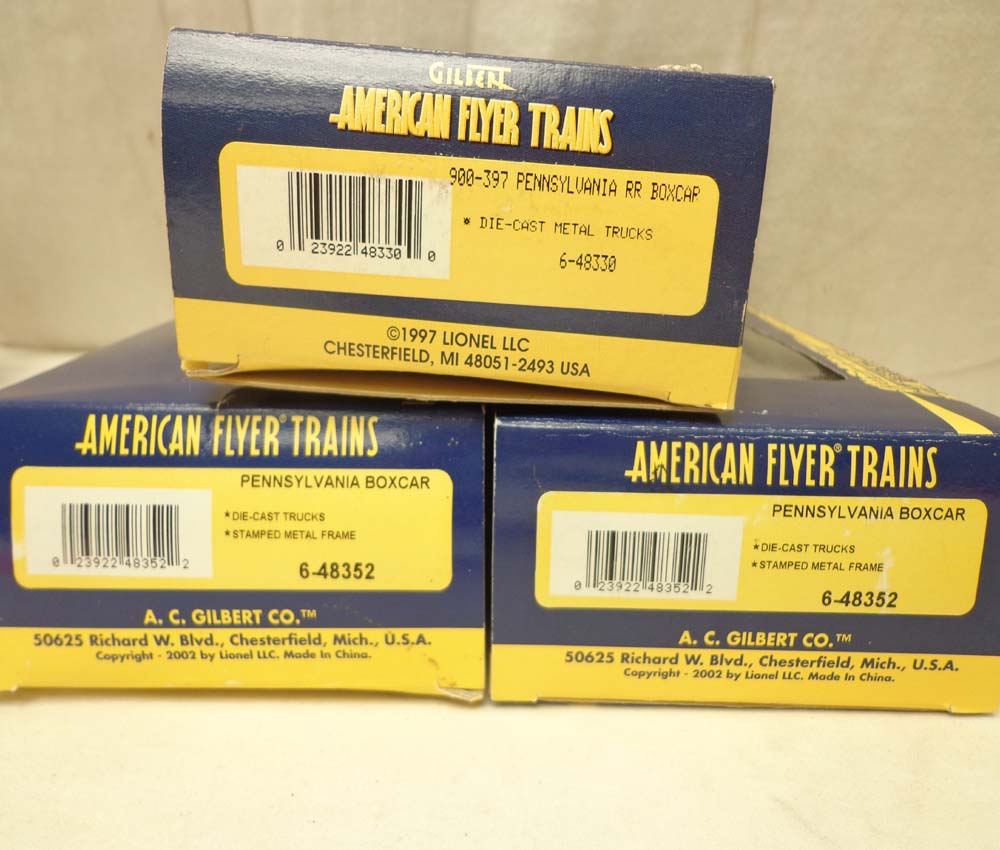 GILBERT
AMERICAN FLYER TRAINS
900-397 PENNSYLVANIA RR BOXCAR
* DIE-CAST METAL TRUCKS
6-48330
0 23922 48330 0
©1997 LIONEL LLC
CHESTERFIELD, MI 48051-2493 USA
AMERICAN FLYER® TRAINS
PENNSYLVANIA BOXCAR
★DIE-CAST TRUCKS
★STAMPED METAL FRAME
0 23922 48352 2
6-48352
A. C. GILBERT CO.™
50625 Richard W. Blvd., Chesterfield, Mich., U.S.A.
Copyright - 2002 by Lionel LLC. Made In China.
AMERICAN FLYER® TRAINS
PENNSYLVANIA BOXCAR
★DIE-CAST TRUCKS
★STAMPED METAL FRAME
0 23922 48352 2
6-48352
A. C. GILBERT CO.™
50625 Richard W. Blvd., Chesterfield, Mich., U.S.A.
Copyright - 2002 by Lionel LLC. Made In China.